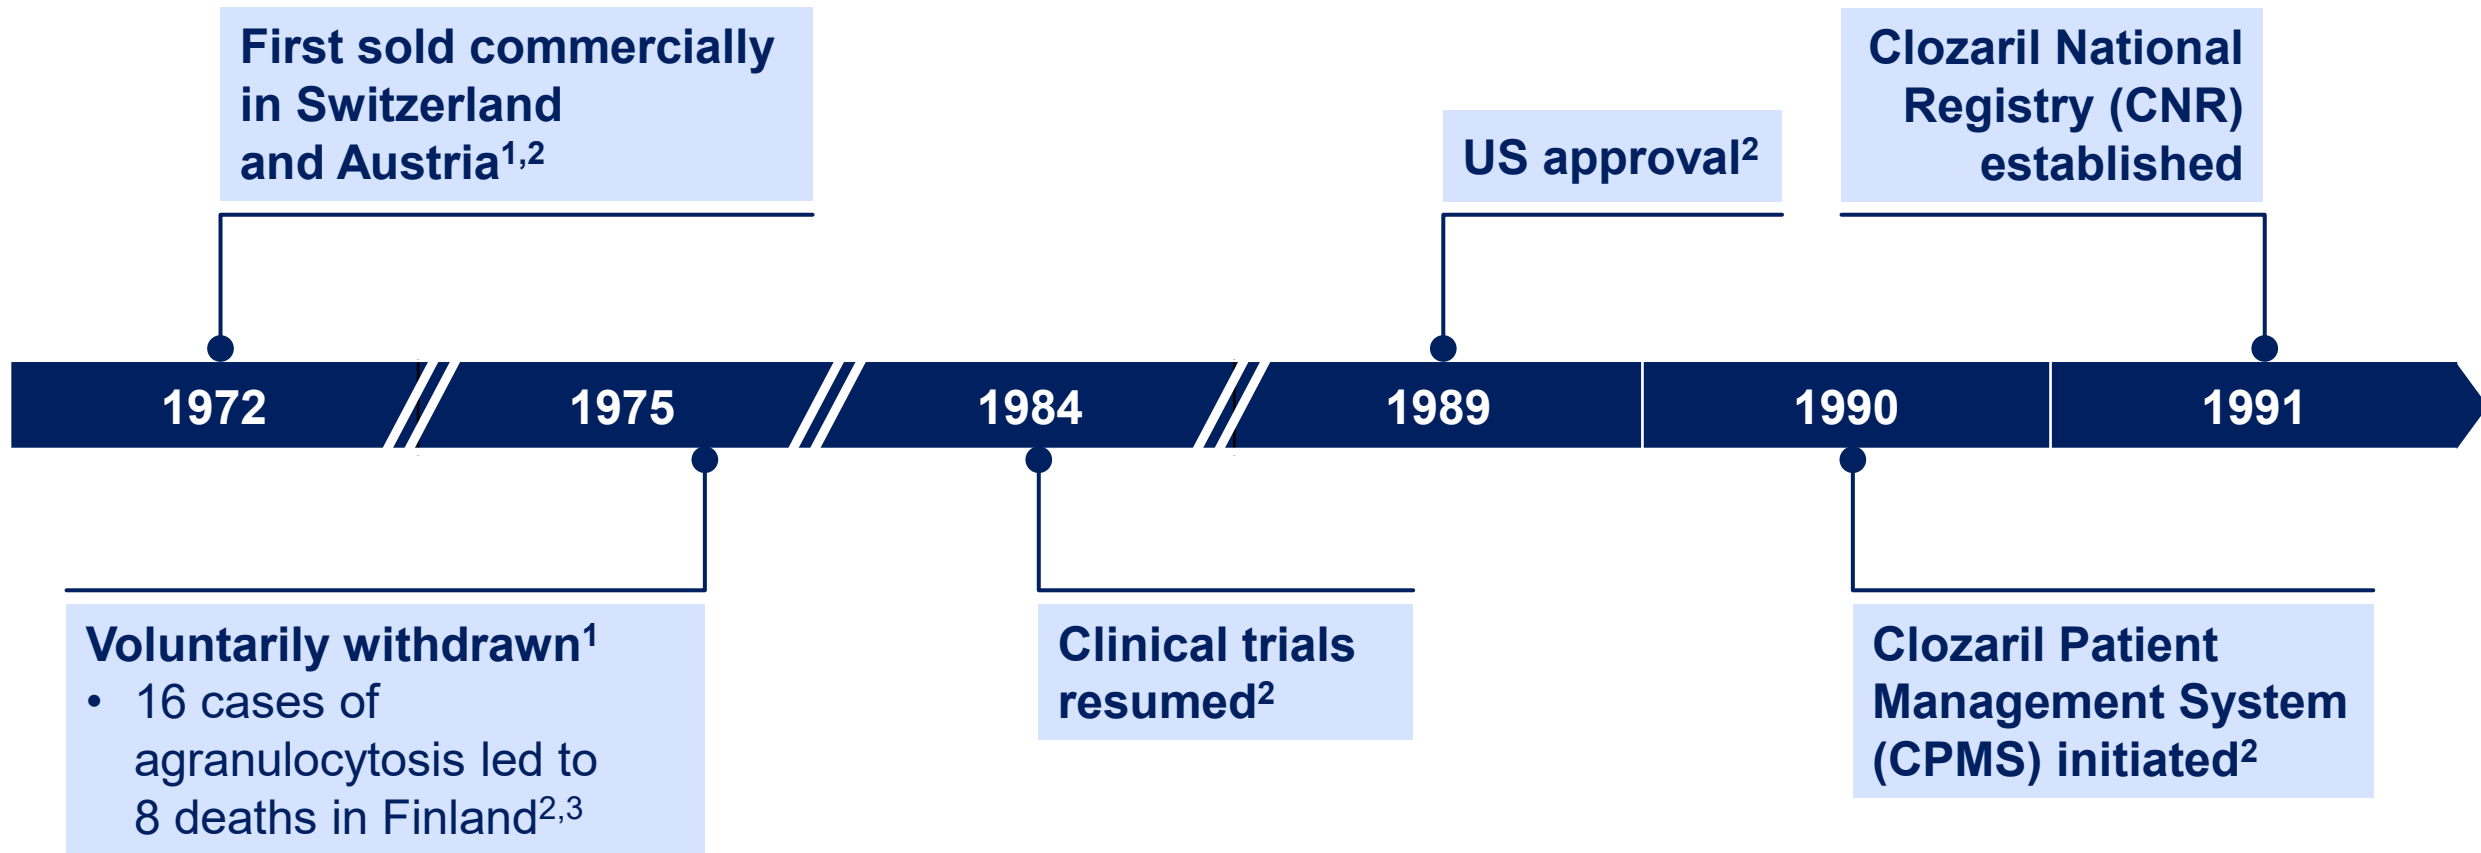 First sold commercially
in Switzerland
and Austria1,2
US approval2
Clozaril National
Registry (CNR)
established
1972
1975
1984
1989
1990
1991
Voluntarily withdrawn1
• 16 cases of
agranulocytosis led to
8 deaths in Finland2,3
Clinical trials
resumed2
Clozaril Patient
Management System
(CPMS) initiated2